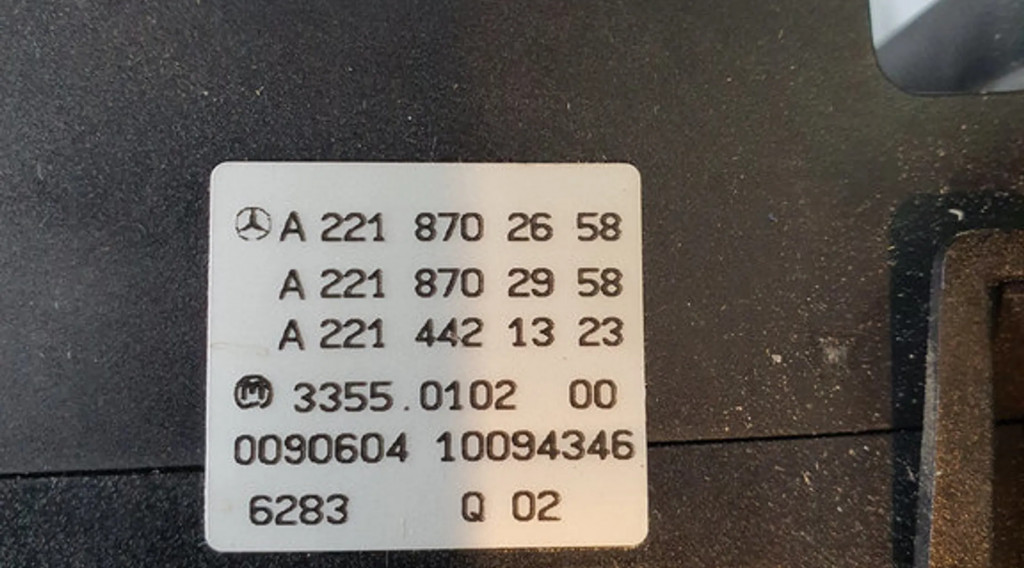 A 221 870 26 58
A 221 870 29 58
A 221 442 13 23
M 3355.0102 00
0090604 10094346
6283 Q 02